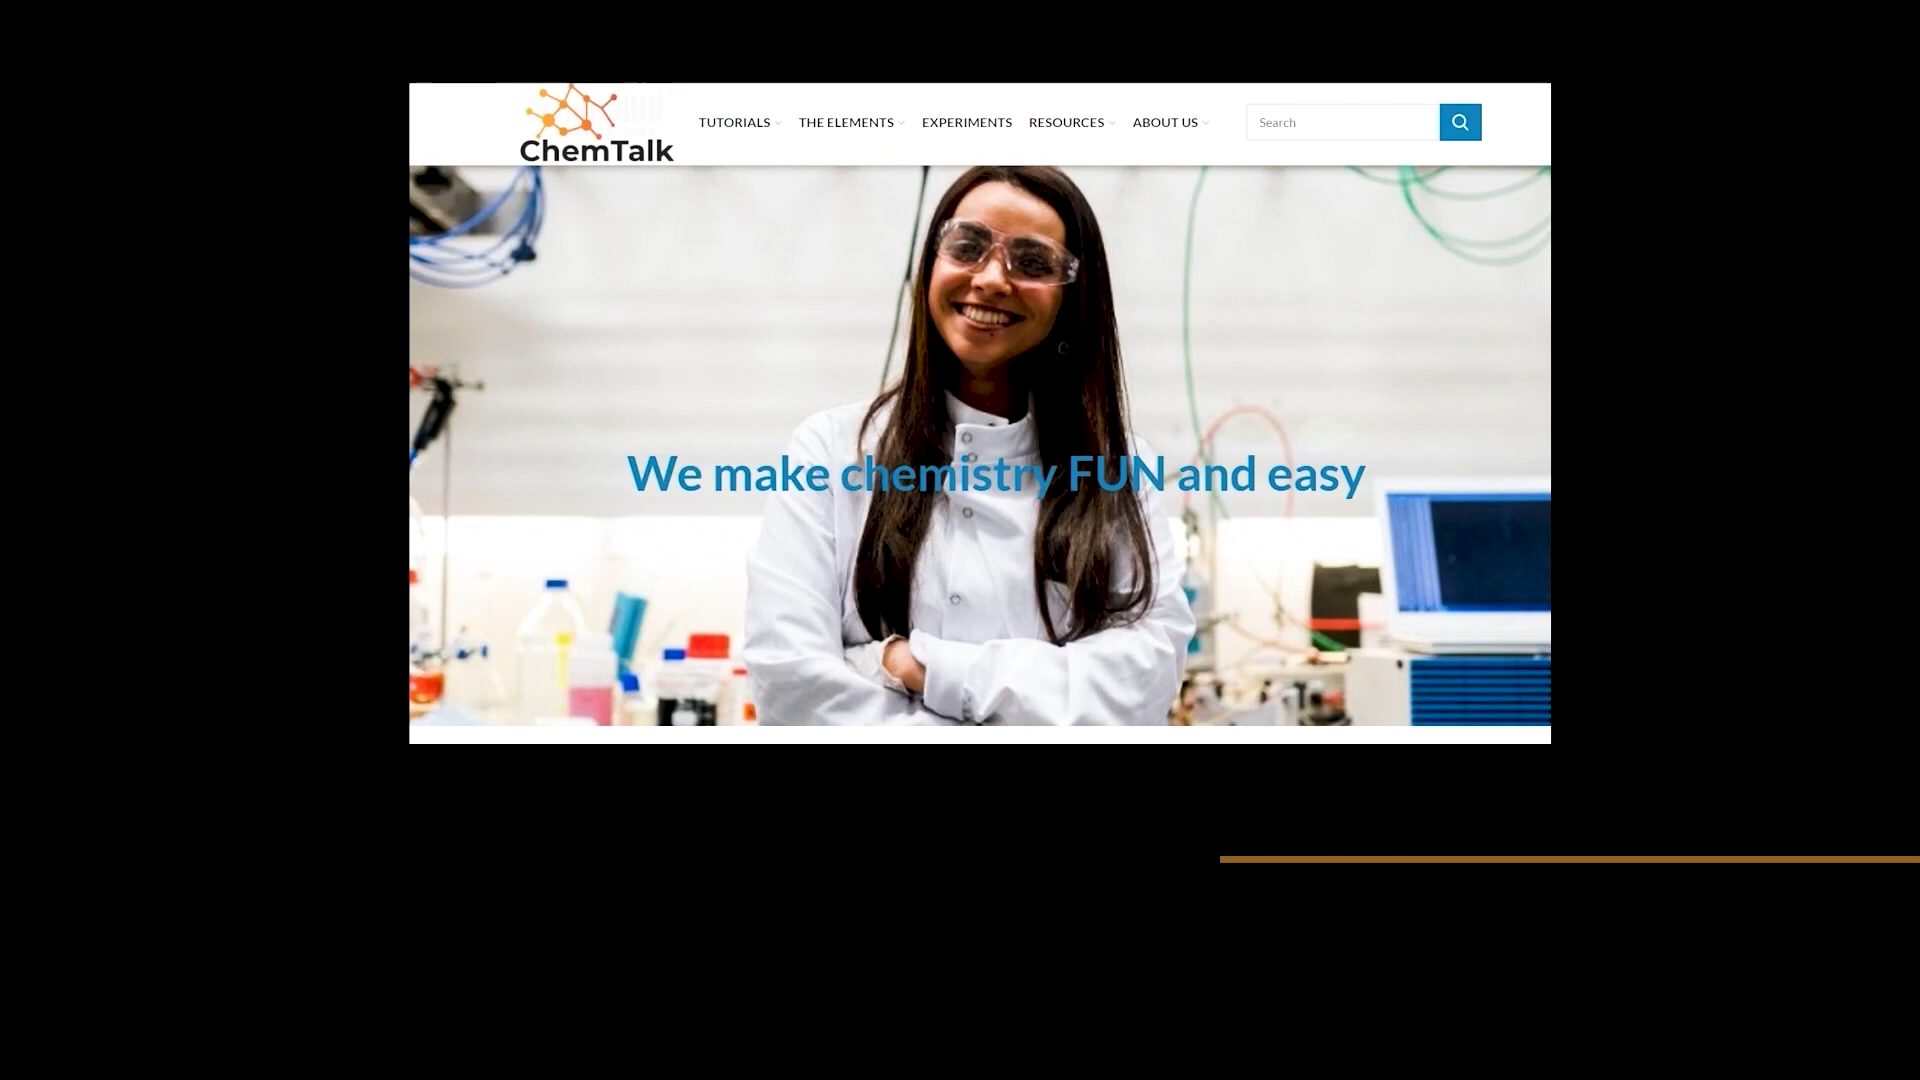 ChemTalk
TUTORIALS THE ELEMENTS EXPERIMENTS RESOURCES ABOUT US Search
We make chemistry FUN and easy